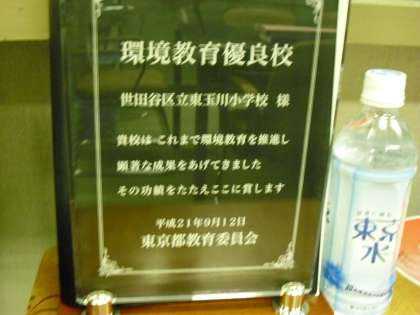 環境教育優良校
世田谷区立東玉川小学校 様
貴校は これまで環境教育を推進し
顕著な成果をあげてきました
その功績をたたえここに賞します
平成21年9月12日
東京都教育委員会
東京
水